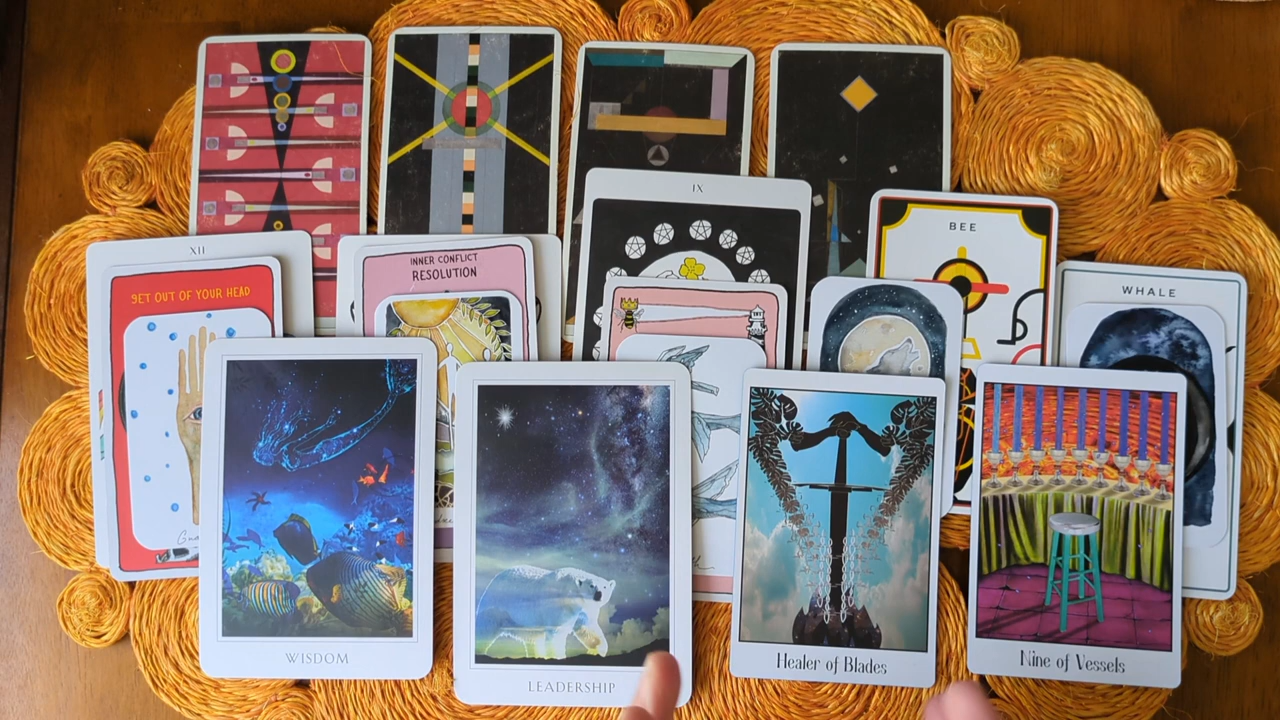 IX
BEE
XII
INNER CONFLICT
RESOLUTION
GET OUT OF YOUR HEAD
WHALE
WISDOM
LEADERSHIP
Healer of Blades
Nine of Vessels